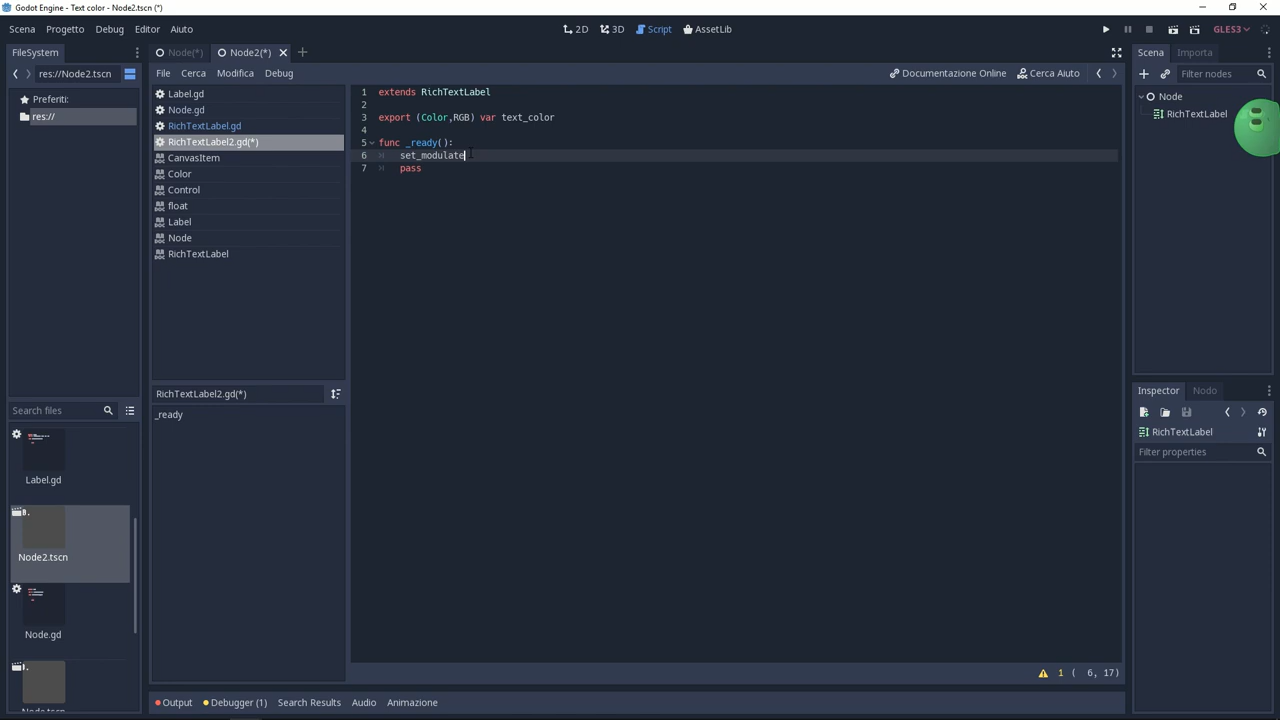 Godot Engine - Text color - Node2.tscn (*)
Scena Progetto Debug Editor Aiuto
2D 3D Script AssetLib
GLES3
FileSystem
res://Node2.tscn
Preferiti:
res://
Search files
Label.gd
Node2.tscn
Node.gd
Node.tscn
Node(*) Node2(*)
File Cerca Modifica Debug
Documentazione Online Cerca Aiuto
Label.gd
Node.gd
RichTextLabel.gd
RichTextLabel2.gd(*)
CanvasItem
Color
Control
float
Label
Node
RichTextLabel
RichTextLabel2.gd(*)
_ready
1 extends RichTextLabel
2
3 export (Color,RGB) var text_color
4
5 func _ready():
6 set_modulate
7 pass
1 ( 6, 17)
Output Debugger (1) Search Results Audio Animazione
Scena Importa
Filter nodes
Node
RichTextLabel
Inspector Nodo
RichTextLabel
Filter properties